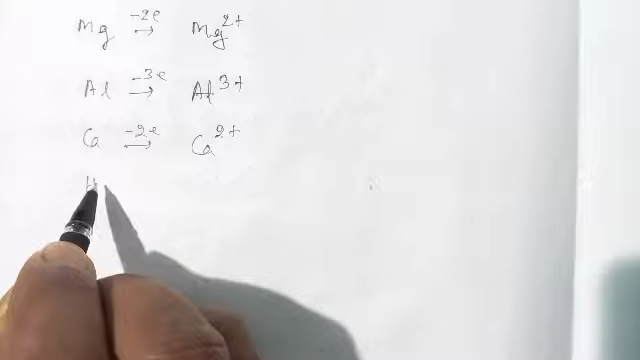 Mg -2e → Mg2+
Al -3e → Al3+
Ca -2e → Ca2+
H